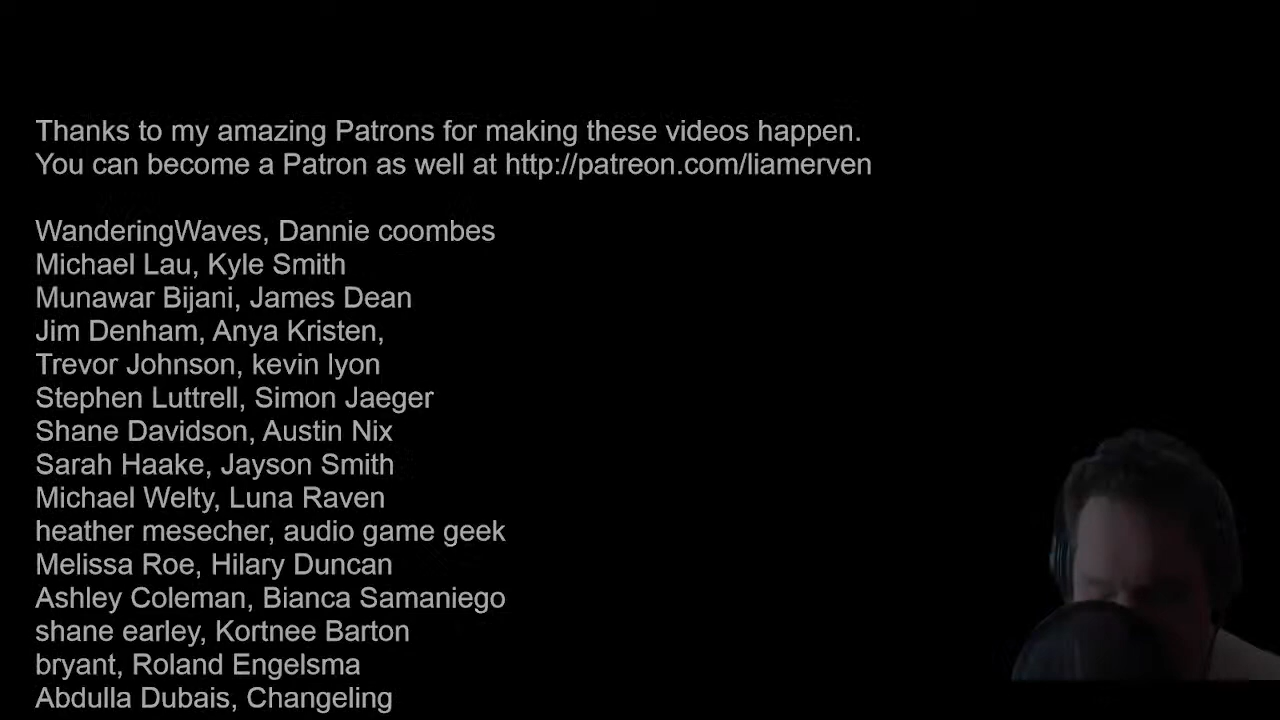 Thanks to my amazing Patrons for making these videos happen.
You can become a Patron as well at http://patreon.com/liamerven
WanderingWaves, Dannie coombes
Michael Lau, Kyle Smith
Munawar Bijani, James Dean
Jim Denham, Anya Kristen,
Trevor Johnson, kevin lyon
Stephen Luttrell, Simon Jaeger
Shane Davidson, Austin Nix
Sarah Haake, Jayson Smith
Michael Welty, Luna Raven
heather mesecher, audio game geek
Melissa Roe, Hilary Duncan
Ashley Coleman, Bianca Samaniego
shane earley, Kortnee Barton
bryant, Roland Engelsma
Abdulla Dubais, Changeling